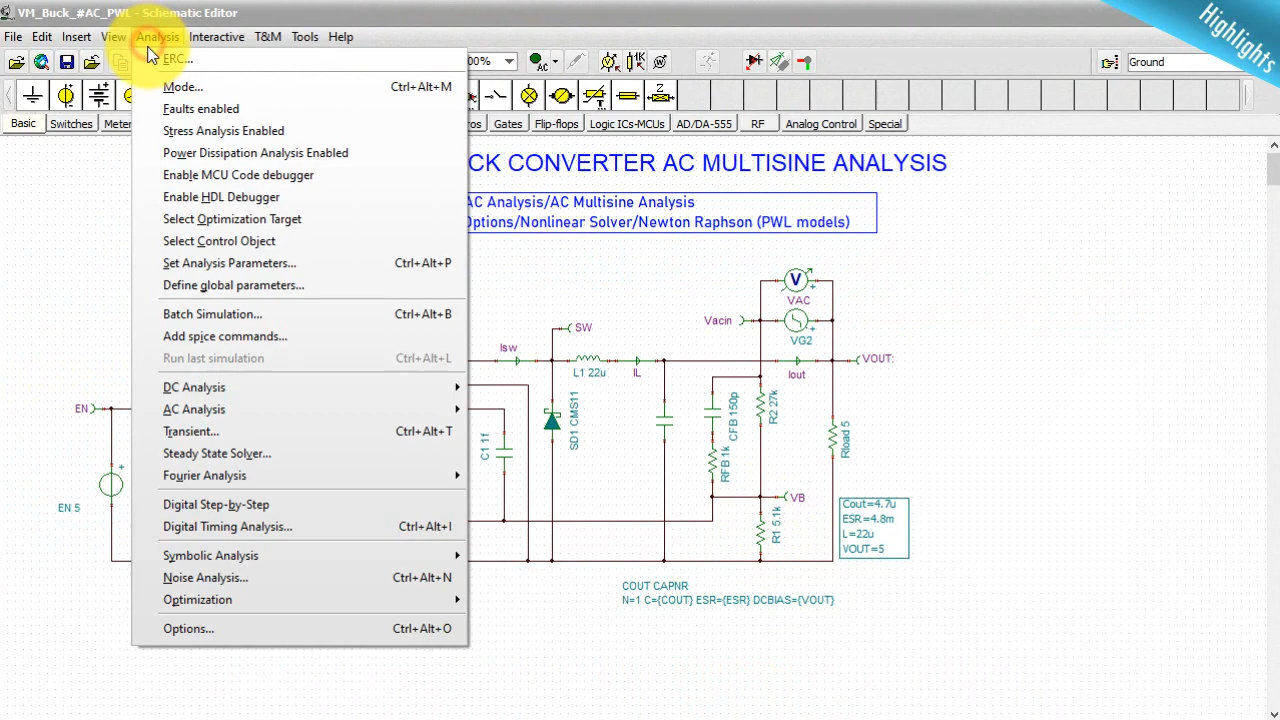 VM_Buck_#AC_PWL - Schematic Editor
Highlights
File Edit Insert View Analysis Interactive T&M Tools Help
AC
00%
Ground
Basic Switches Meter
ros Gates Flip-flops Logic ICs-MCUs AD/DA-555 RF Analog Control Special
ERC...
Mode... Ctrl+Alt+M
Faults enabled
Stress Analysis Enabled
Power Dissipation Analysis Enabled
Enable MCU Code debugger
Enable HDL Debugger
Select Optimization Target
Select Control Object
Set Analysis Parameters... Ctrl+Alt+P
Define global parameters...
Batch Simulation... Ctrl+Alt+B
Add spice commands...
Run last simulation Ctrl+Alt+L
DC Analysis
AC Analysis
Transient... Ctrl+Alt+T
Steady State Solver...
Fourier Analysis
Digital Step-by-Step
Digital Timing Analysis... Ctrl+Alt+I
Symbolic Analysis
Noise Analysis... Ctrl+Alt+N
Optimization
Options... Ctrl+Alt+O
CK CONVERTER AC MULTISINE ANALYSIS
AC Analysis/AC Multisine Analysis
Options/Nonlinear Solver/Newton Raphson (PWL models)
V
VAC
Vacin
VG2
SW
Isw
L1 22u
IL
Iout
VOUT:
EN
EN 5
C1 1f
SD1 CMS11
CFB 150p
R2 27k
RFB 1k
Rload 5
VB
R1 5.1k
Cout=4.7u
ESR=4.8m
L=22u
VOUT=5
COUT CAPNR
N=1 C={COUT} ESR={ESR} DCBIAS={VOUT}